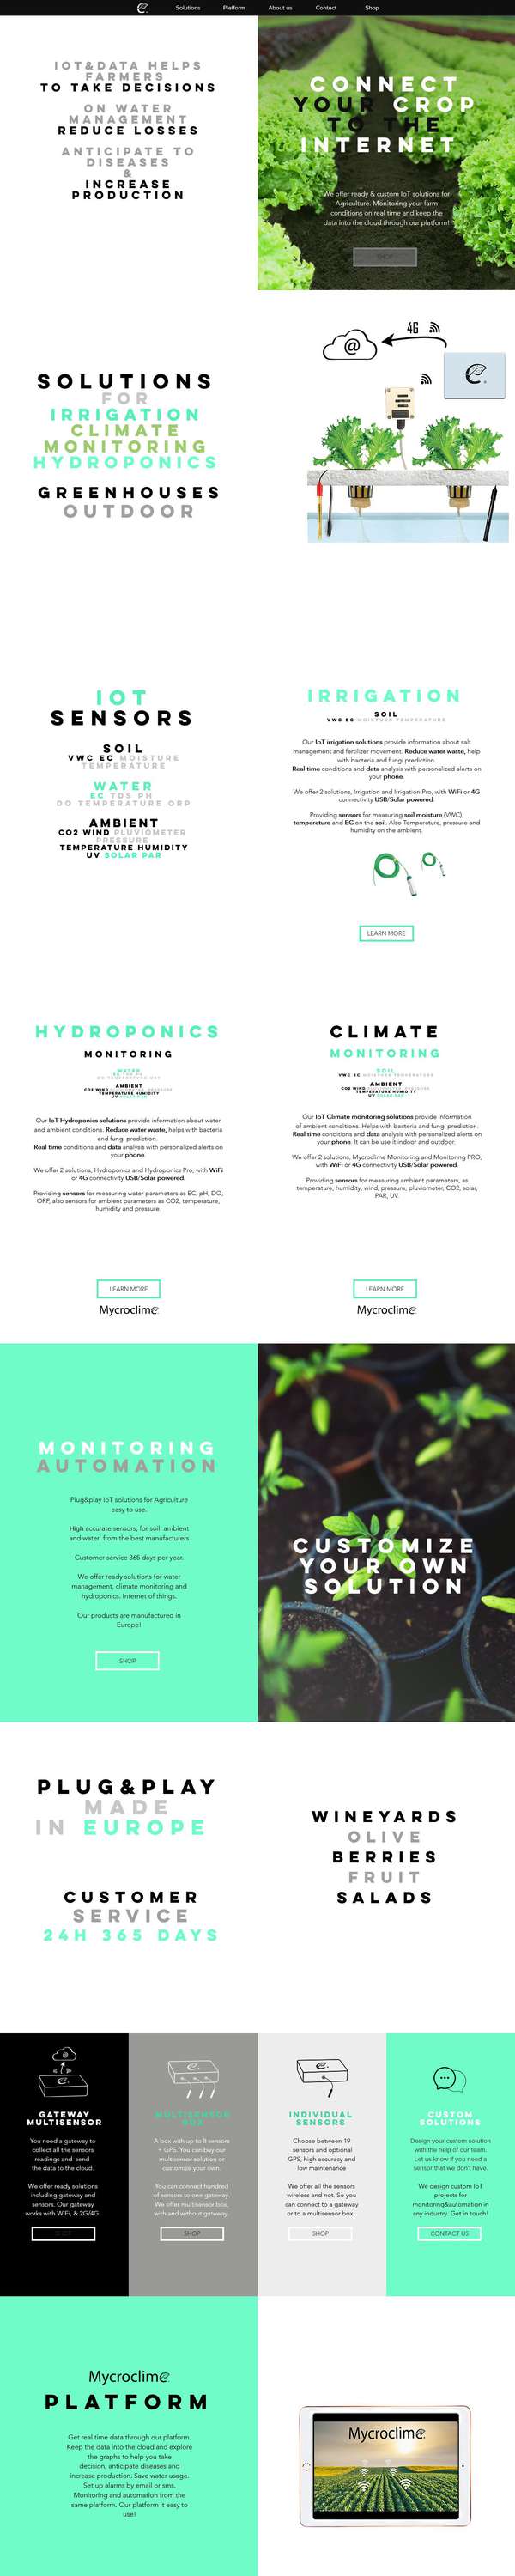 Solutions
Platform
About us
Contact
Shop
IOT&DATA HELPS
FARMERS
TO TAKE DECISIONS
ON WATER
MANAGEMENT
REDUCE LOSSES
ANTICIPATE TO
DISEASES
&
INCREASE
PRODUCTION
CONNECT
YOUR CROP
TO THE
INTERNET
We offer ready & custom IoT solutions for
Agriculture. Monitoring your farm
conditions on real time and keep the
data into the cloud through our platform!
SHOP
SOLUTIONS
FOR
IRRIGATION
CLIMATE
MONITORING
HYDROPONICS
GREENHOUSES
OUTDOOR
4G
@
IOT
SENSORS
SOIL
VWC EC MOISTURE
TEMPERATURE
WATER
EC TDS PH
DO TEMPERATURE ORP
AMBIENT
CO2 WIND PLUVIOMETER
PRESSURE
TEMPERATURE HUMIDITY
UV SOLAR PAR
IRRIGATION
SOIL
VWC EC MOISTURE TEMPERATURE
Our IoT irrigation solutions provide information about salt
management and fertilizer movement. Reduce water waste, help
with bacteria and fungi prediction.
Real time conditions and data analysis with personalized alerts on
your phone.
We offer 2 solutions, Irrigation and Irrigation Pro, with WiFi or 4G
connectivity USB/Solar powered.
Providing sensors for measuring soil moisture,(VWC),
temperature and EC on the soil. Also Temperature, pressure and
humidity on the ambient.
LEARN MORE
HYDROPONICS
MONITORING
WATER
EC TDS PH
DO TEMPERATURE ORP
AMBIENT
CO2 WIND PLUVIOMETER PRESSURE
TEMPERATURE HUMIDITY
UV SOLAR PAR
Our IoT Hydroponics solutions provide information about water
and ambient conditions. Reduce water waste, helps with bacteria
and fungi prediction.
Real time conditions and data analysis with personalized alerts on
your phone.
We offer 2 solutions, Hydroponics and Hydroponics Pro, with WiFi
or 4G connectivity USB/Solar powered.
Providing sensors for measuring water parameters as EC, pH, DO,
ORP, also sensors for ambient parameters as CO2, temperature,
humidity and pressure.
LEARN MORE
Mycroclime
CLIMATE
MONITORING
SOIL
VWC EC MOISTURE TEMPERATURE
AMBIENT
CO2 WIND PLUVIOMETER PRESSURE
TEMPERATURE HUMIDITY
UV SOLAR PAR
Our IoT Climate monitoring solutions provide information
of ambient conditions. Helps with bacteria and fungi prediction.
Real time conditions and data analysis with personalized alerts on
your phone. It can be use it indoor and outdoor.
We offer 2 solutions, Mycroclime Monitoring and Monitoring PRO,
with WiFi or 4G connectivity USB/Solar powered.
Providing sensors for measuring ambient parameters, as
temperature, humidity, wind, pressure, pluviometer, CO2, solar,
PAR, UV.
LEARN MORE
Mycroclime
MONITORING
AUTOMATION
Plug&play IoT solutions for Agriculture
easy to use.
High accurate sensors, for soil, ambient
and water from the best manufacturers
Customer service 365 days per year.
We offer ready solutions for water
management, climate monitoring and
hydroponics. Internet of things.
Our products are manufactured in
Europe!
SHOP
CUSTOMIZE
YOUR OWN
SOLUTION
PLUG&PLAY
MADE
IN EUROPE
CUSTOMER
SERVICE
24H 365 DAYS
WINEYARDS
OLIVE
BERRIES
FRUIT
SALADS
GATEWAY
MULTISENSOR
You need a gateway to
collect all the sensors
readings and send
the data to the cloud.
We offer ready solutions
including gateway and
sensors. Our gateway
works with WiFi, & 2G/4G.
SHOP
MULTISENSOR
BOX
A box with up to 8 sensors
+ GPS. You can buy our
multisensor solution or
customize your own.
You can connect hundred
of sensors to one gateway.
We offer multisensor box,
with and without gateway.
SHOP
INDIVIDUAL
SENSORS
Choose between 19
sensors and optional
GPS, high accuracy and
low maintenance
We offer all the sensors
wireless and not. So you
can connect to a gateway
or to a multisensor box.
SHOP
CUSTOM
SOLUTIONS
Design your custom solution
with the help of our team.
Let us know if you need a
sensor that we don't have.
We design custom IoT
projects for
monitoring&automation in
any industry. Get in touch!
CONTACT US
Mycroclime
PLATFORM
Get real time data through our platform.
Keep the data into the cloud and explore
the graphs to help you take
decision, anticipate diseases and
increase production. Save water usage.
Set up alarms by email or sms.
Monitoring and automation from the
same platform. Our platform it easy to
use!
Mycroclime